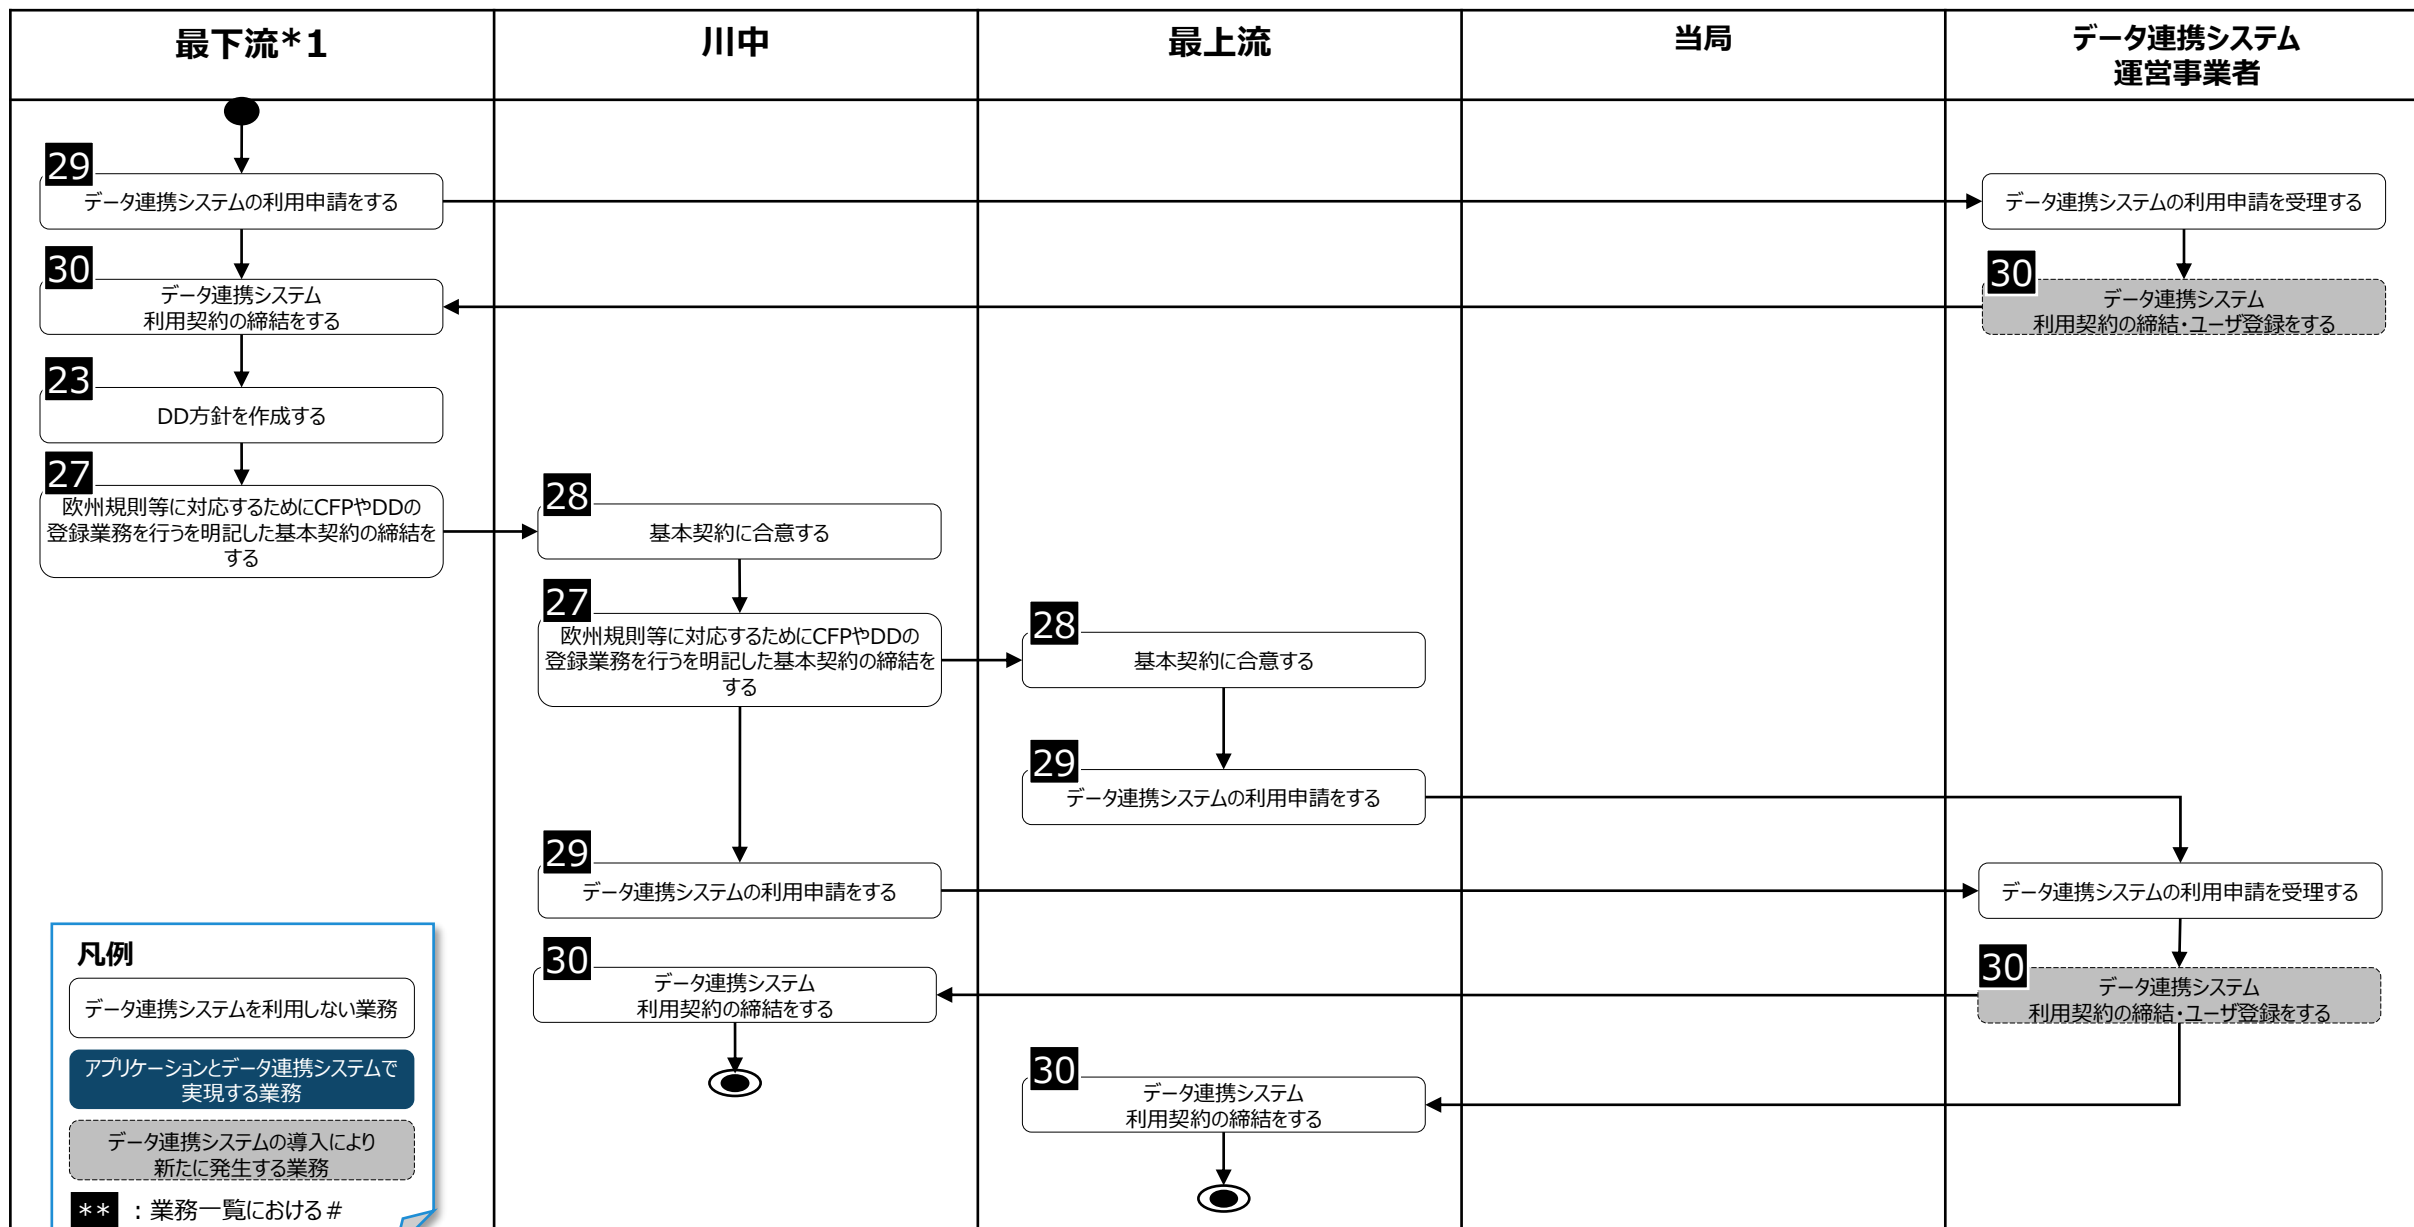 最下流*1
川中
最上流
当局
データ連携システム
運営事業者
29
データ連携システムの利用申請をする
データ連携システムの利用申請を受理する
30
データ連携システム
利用契約の締結をする
30
データ連携システム
利用契約の締結・ユーザ登録をする
23
DD方針を作成する
27
欧州規則等に対応するためにCFPやDDの
登録業務を行うを明記した基本契約の締結を
する
28
基本契約に合意する
27
欧州規則等に対応するためにCFPやDDの
登録業務を行うを明記した基本契約の締結を
する
28
基本契約に合意する
29
データ連携システムの利用申請をする
29
データ連携システムの利用申請をする
データ連携システムの利用申請を受理する
30
データ連携システム
利用契約の締結をする
30
データ連携システム
利用契約の締結・ユーザ登録をする
30
データ連携システム
利用契約の締結をする
凡例
データ連携システムを利用しない業務
アプリケーションとデータ連携システムで
実現する業務
データ連携システムの導入により
新たに発生する業務
** ：業務一覧における#